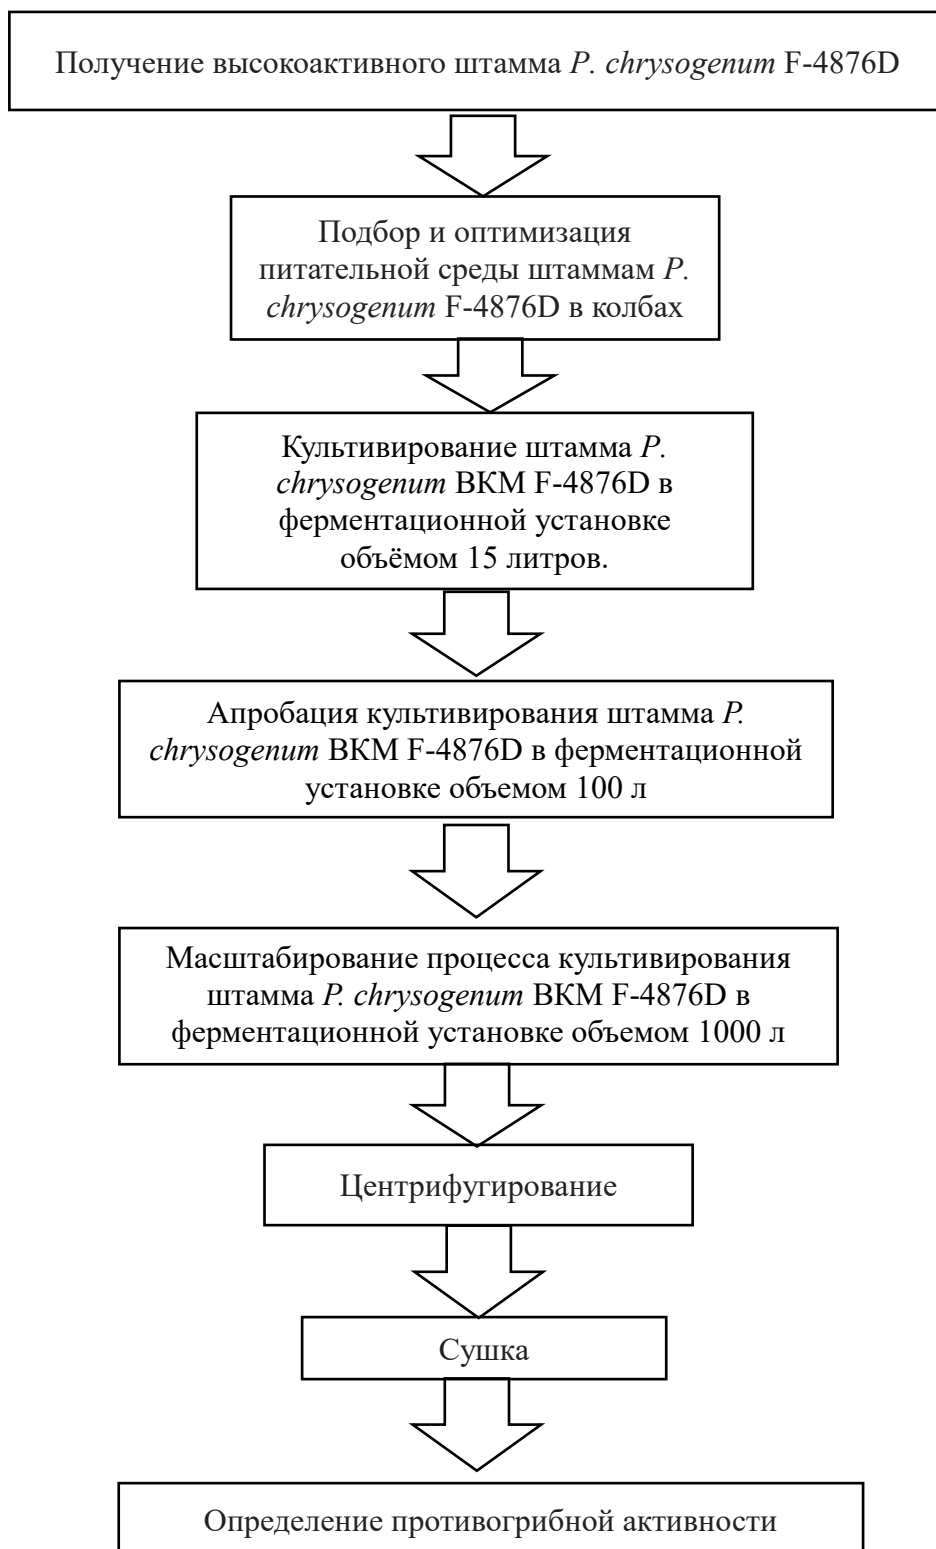 Получение высокоактивного штамма P. chrysogenum F-4876D
Подбор и оптимизация
питательной среды штаммам P.
chrysogenum F-4876D в колбах
Культивирование штамма P.
chrysogenum ВКМ F-4876D в
ферментационной установке
объёмом 15 литров.
Апробация культивирования штамма P.
chrysogenum ВКМ F-4876D в ферментационной
установке объемом 100 л
Масштабирование процесса культивирования
штамма P. chrysogenum ВКМ F-4876D в
ферментационной установке объемом 1000 л
Центрифугирование
Сушка
Определение противогрибной активности